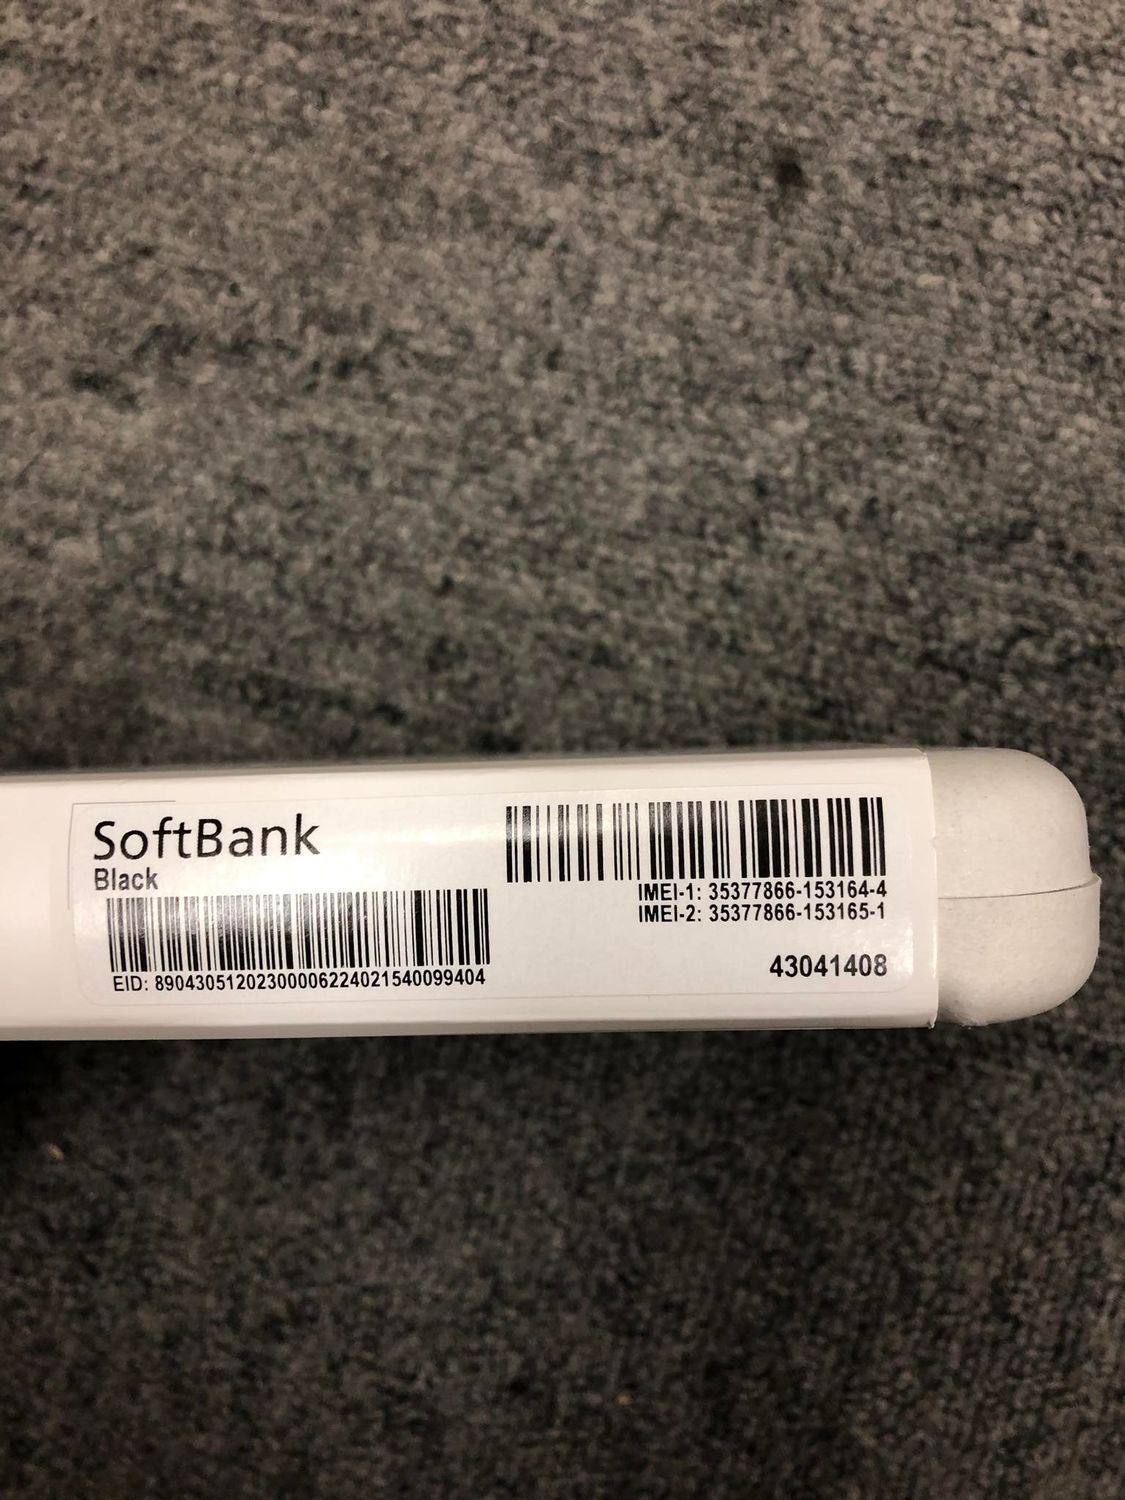 SoftBank
Black
EID: 89043051202300006224021540099404
IMEI-1: 35377866-153164-4
IMEI-2: 35377866-153165-1
43041408